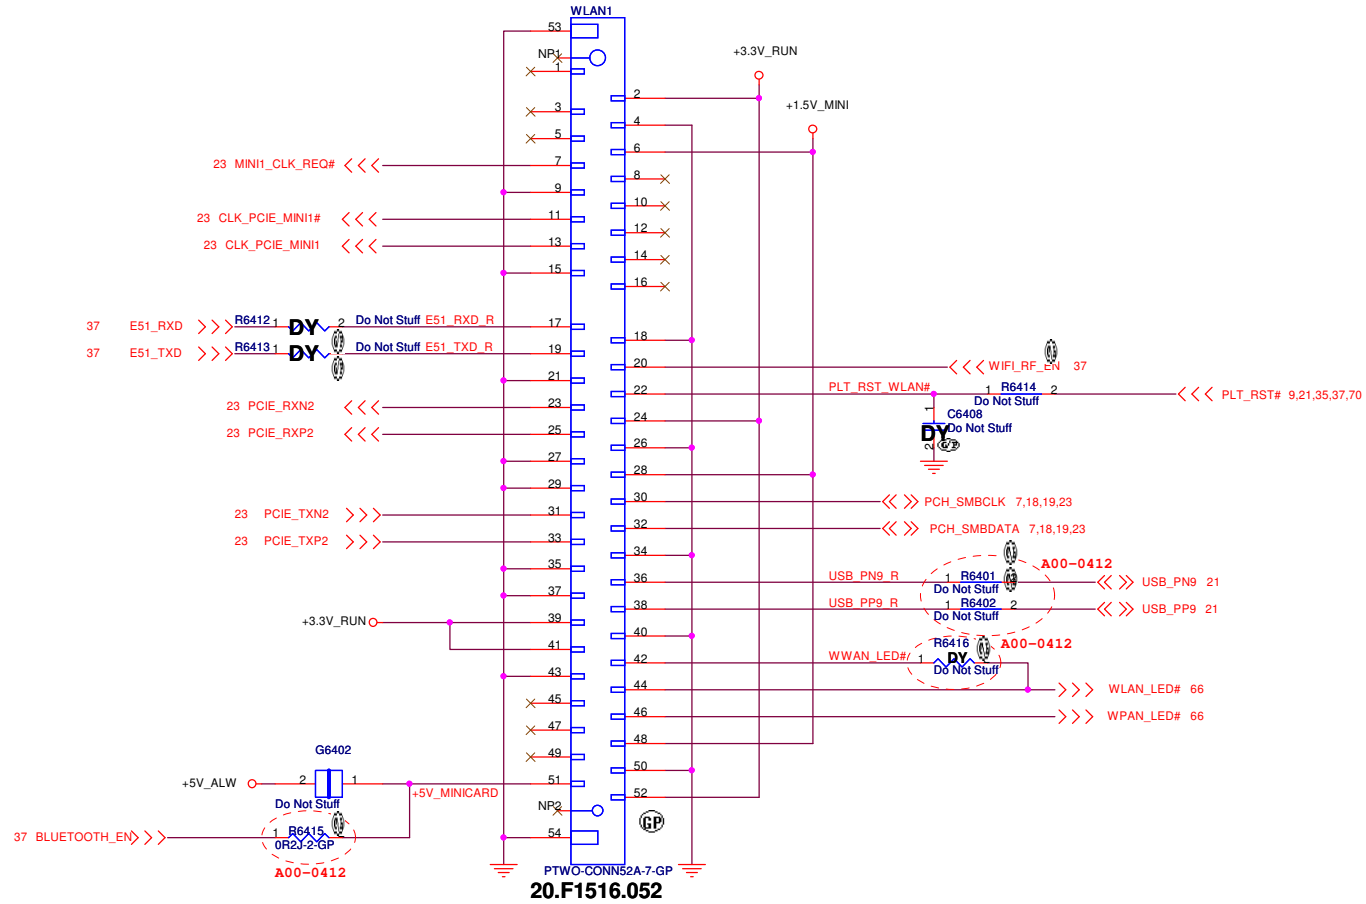 WLAN1
53
NP1
1
+3.3V_RUN
2
3
+1.5V_MINI
4
5
6
23 MINI1_CLK_REQ# 7
8
9
10
23 CLK_PCIE_MINI1# 11
12
23 CLK_PCIE_MINI1 13
14
15
16
37 E51_RXD R6412 1 DY 2 Do Not Stuff E51_RXD_R 17
18
37 E51_TXD R6413 1 DY Do Not Stuff E51_TXD_R 19
20 WIFI_RF_EN 37
21
22 PLT_RST_WLAN# 1 R6414 2 PLT_RST# 9,21,35,37,70
Do Not Stuff
23 PCIE_RXN2 23
24
1 C6408
Do Not Stuff
DY
2
23 PCIE_RXP2 25
26
27
28
29
30 PCH_SMBCLK 7,18,19,23
23 PCIE_TXN2 31
32 PCH_SMBDATA 7,18,19,23
23 PCIE_TXP2 33
34
A00-0412
35
36 USB_PN9_R 1 R6401 USB_PN9 21
Do Not Stuff
37
38 USB_PP9_R 1 R6402 2 USB_PP9 21
Do Not Stuff
+3.3V_RUN 39
40
R6416 A00-0412
41
42 WWAN_LED# 1 DY
Do Not Stuff
43
44 WLAN_LED# 66
45
46 WPAN_LED# 66
47
48
49
G6402
50
+5V_ALW 2 1 51
+5V_MINICARD
Do Not Stuff
52
NP2
GP
37 BLUETOOTH_EN 1 R6415
0R2J-2-GP
54
A00-0412
PTWO-CONN52A-7-GP
20.F1516.052